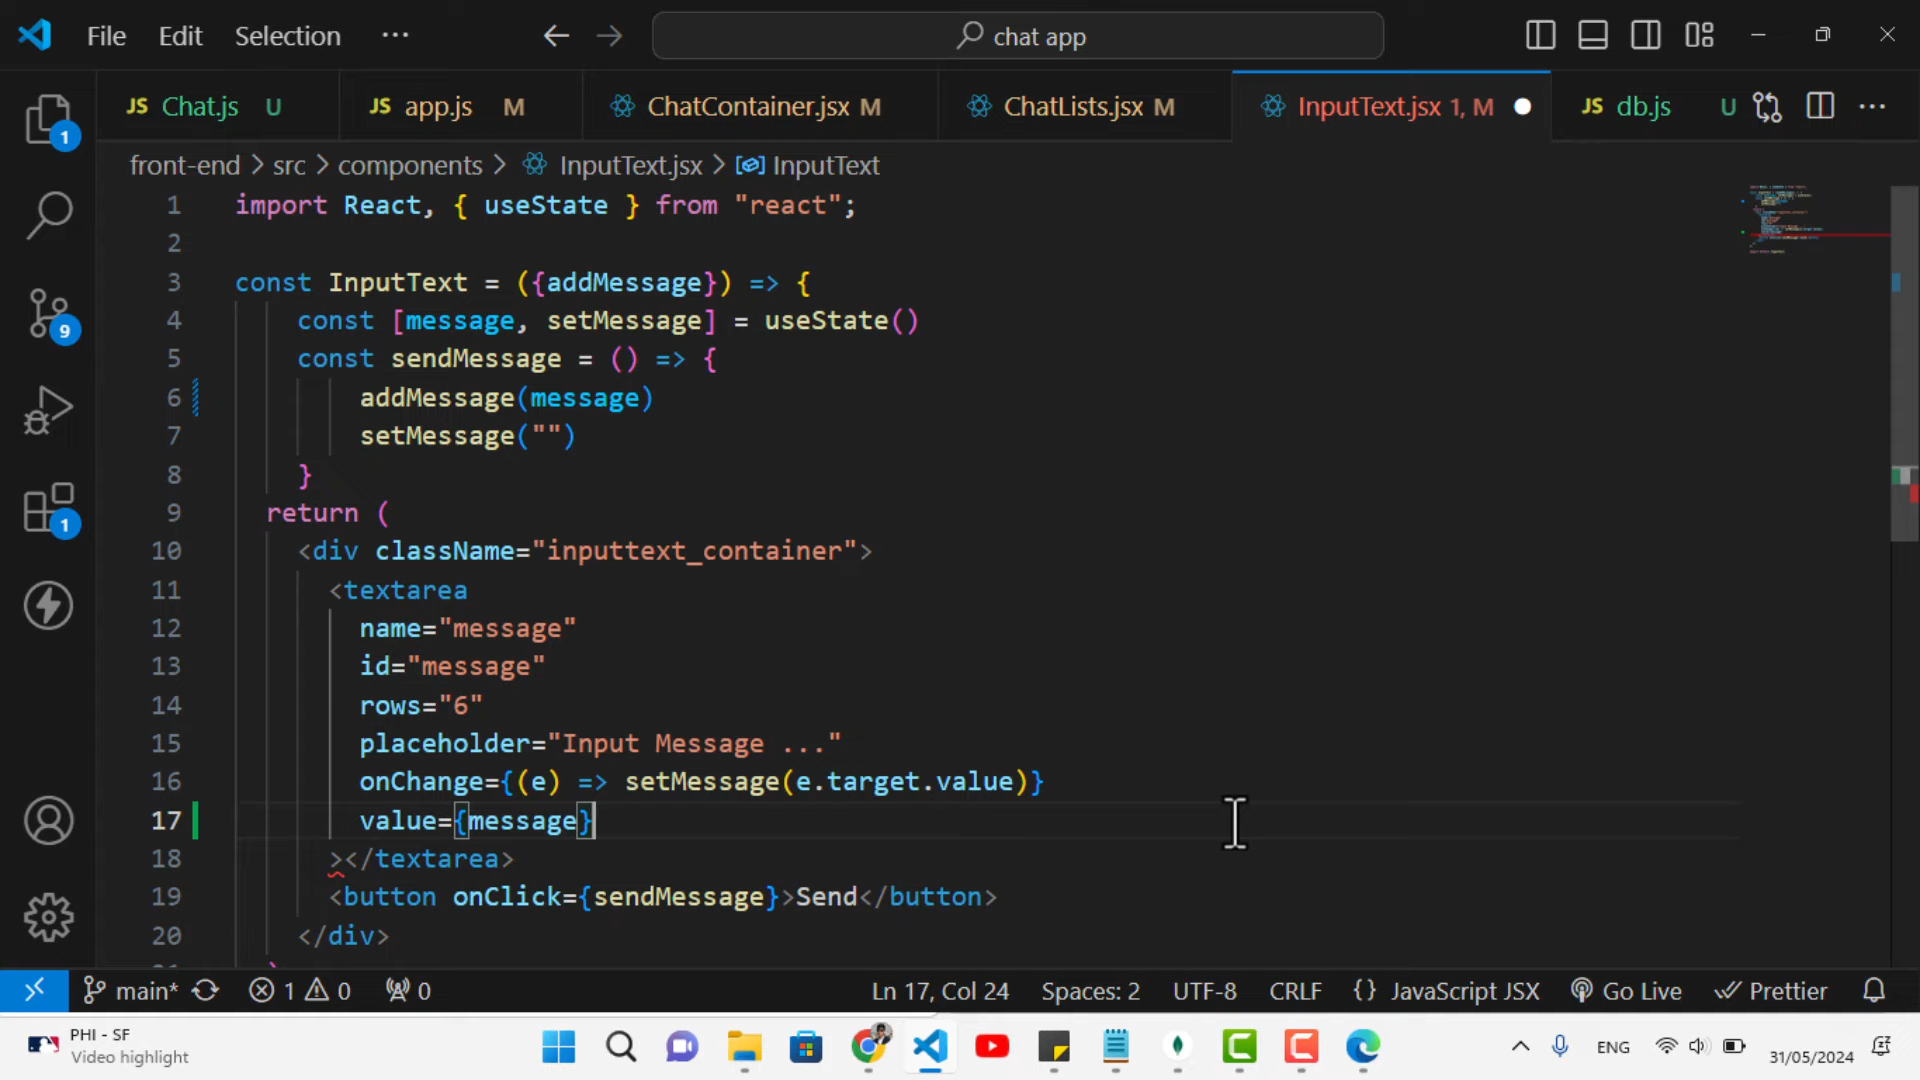 File Edit Selection ··· chat app
JS Chat.js U JS app.js M ChatContainer.jsx M ChatLists.jsx M InputText.jsx 1, M JS db.js U
front-end > src > components > InputText.jsx > InputText
1 import React, { useState } from "react";
2
3 const InputText = ({addMessage}) => {
4 const [message, setMessage] = useState()
5 const sendMessage = () => {
6 addMessage(message)
7 setMessage("")
8 }
9 return (
10 <div className="inputtext_container">
11 <textarea
12 name="message"
13 id="message"
14 rows="6"
15 placeholder="Input Message ..."
16 onChange={(e) => setMessage(e.target.value)}
17 value={message}
18 ></textarea>
19 <button onClick={sendMessage}>Send</button>
20 </div>
1
9
1
main* 1 0 0 Ln 17, Col 24 Spaces: 2 UTF-8 CRLF {} JavaScript JSX Go Live Prettier
PHI - SF
Video highlight
ENG
31/05/2024